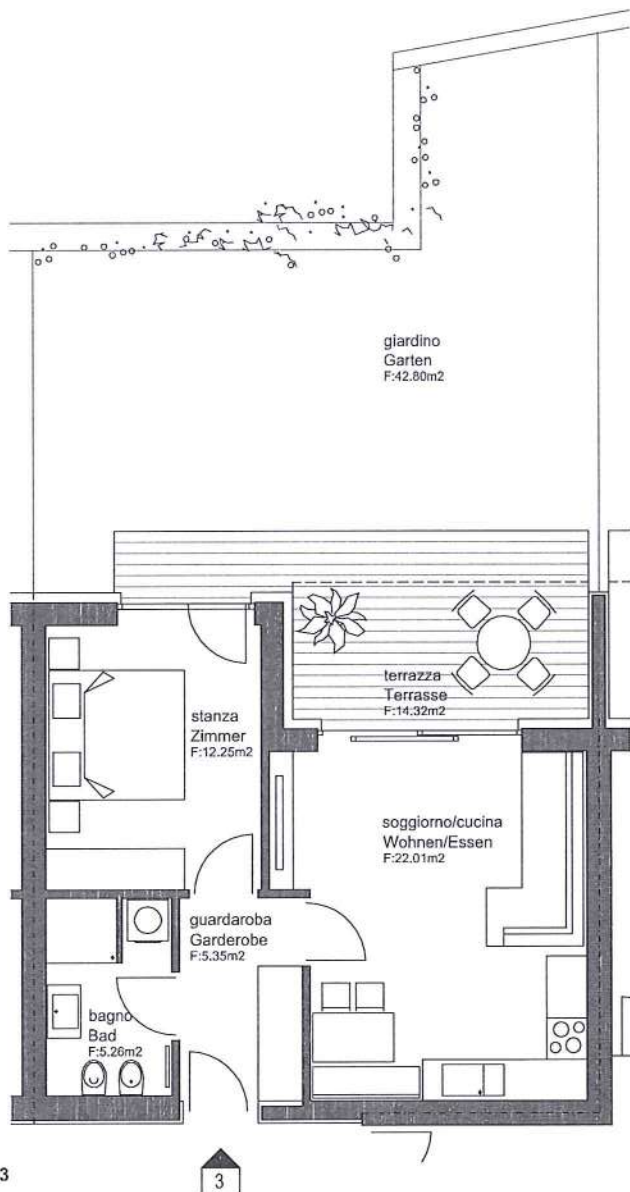 giardino
Garten
F:42.80m2
terrazza
Terrasse
F:14.32m2
stanza
Zimmer
F:12.25m2
soggiorno/cucina
Wohnen/Essen
F:22.01m2
guardaroba
Garderobe
F:5.35m2
bagno
Bad
F:5.26m2
3
3